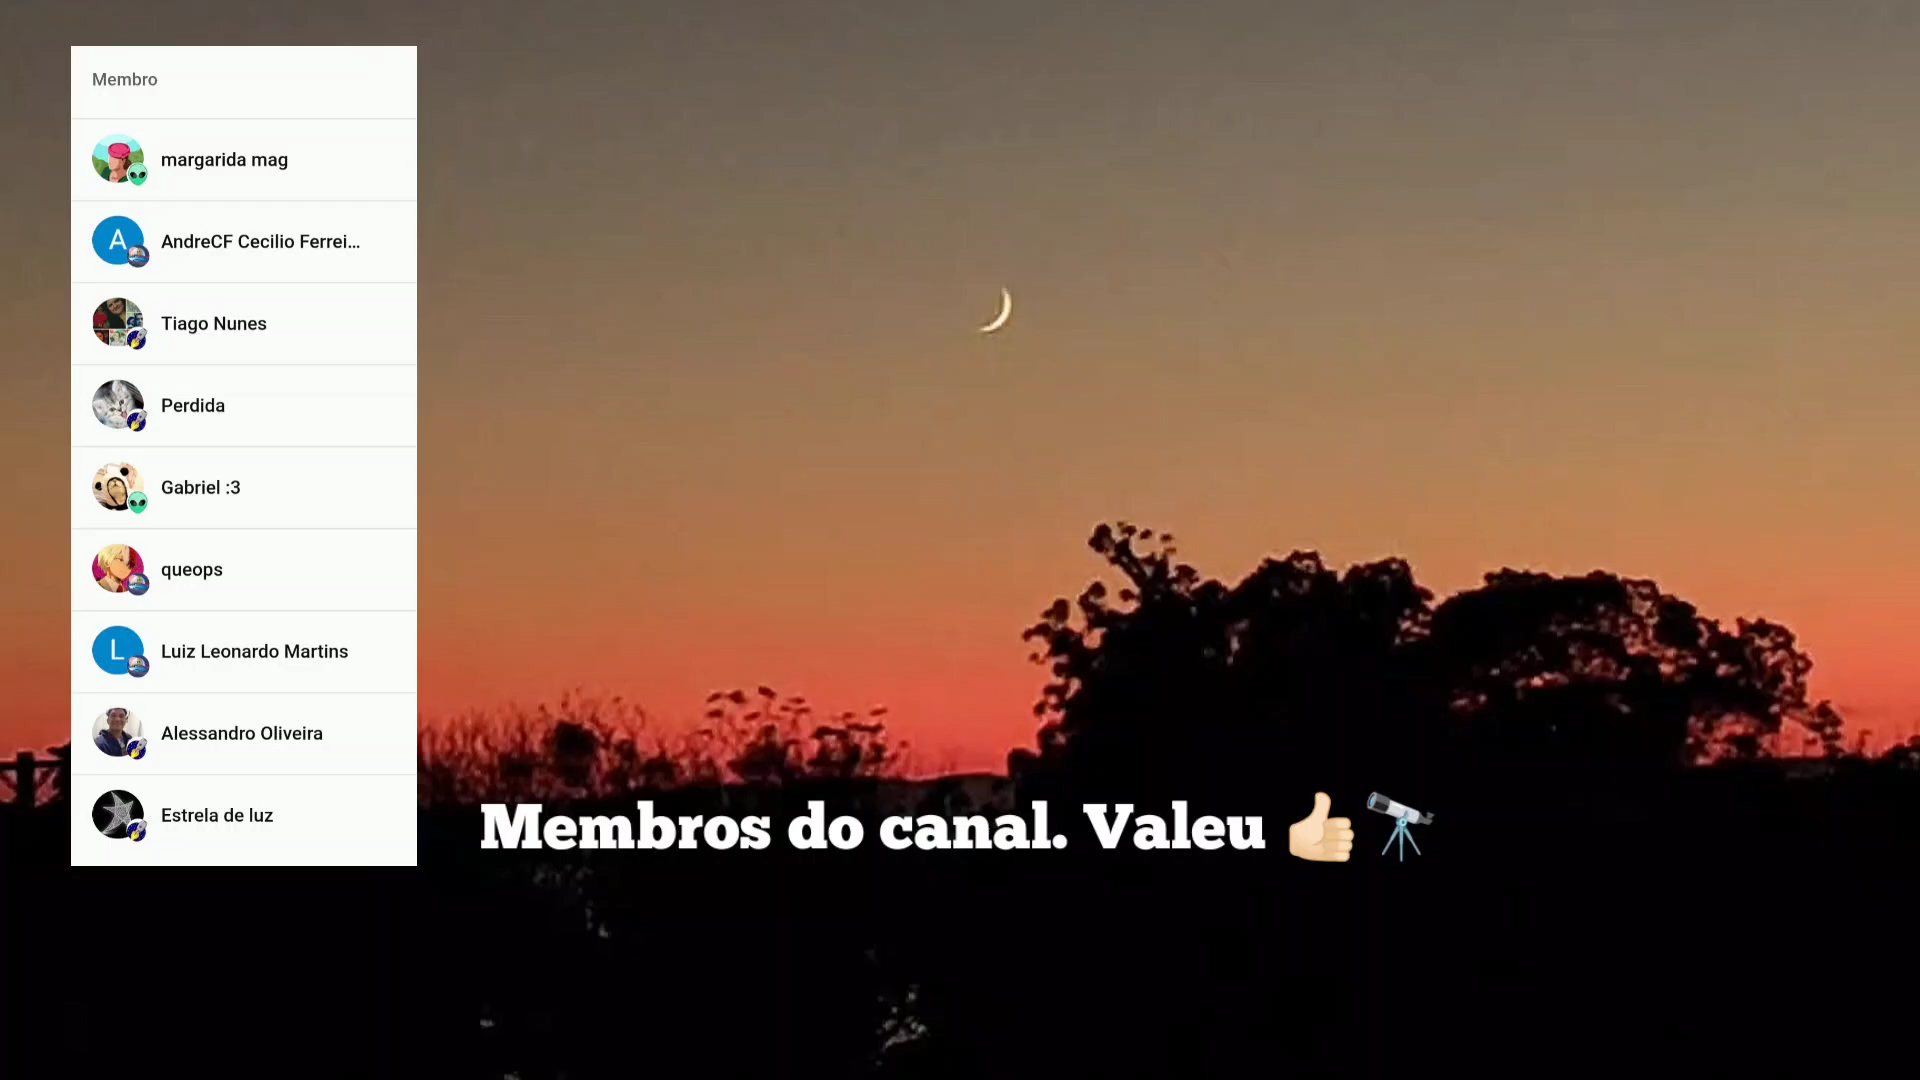 Membro
margarida mag
A
AndreCF Cecilio Ferrei...
Tiago Nunes
Perdida
Gabriel :3
queops
L
Luiz Leonardo Martins
Alessandro Oliveira
Estrela de luz
Membros do canal. Valeu 👍🏻🔭